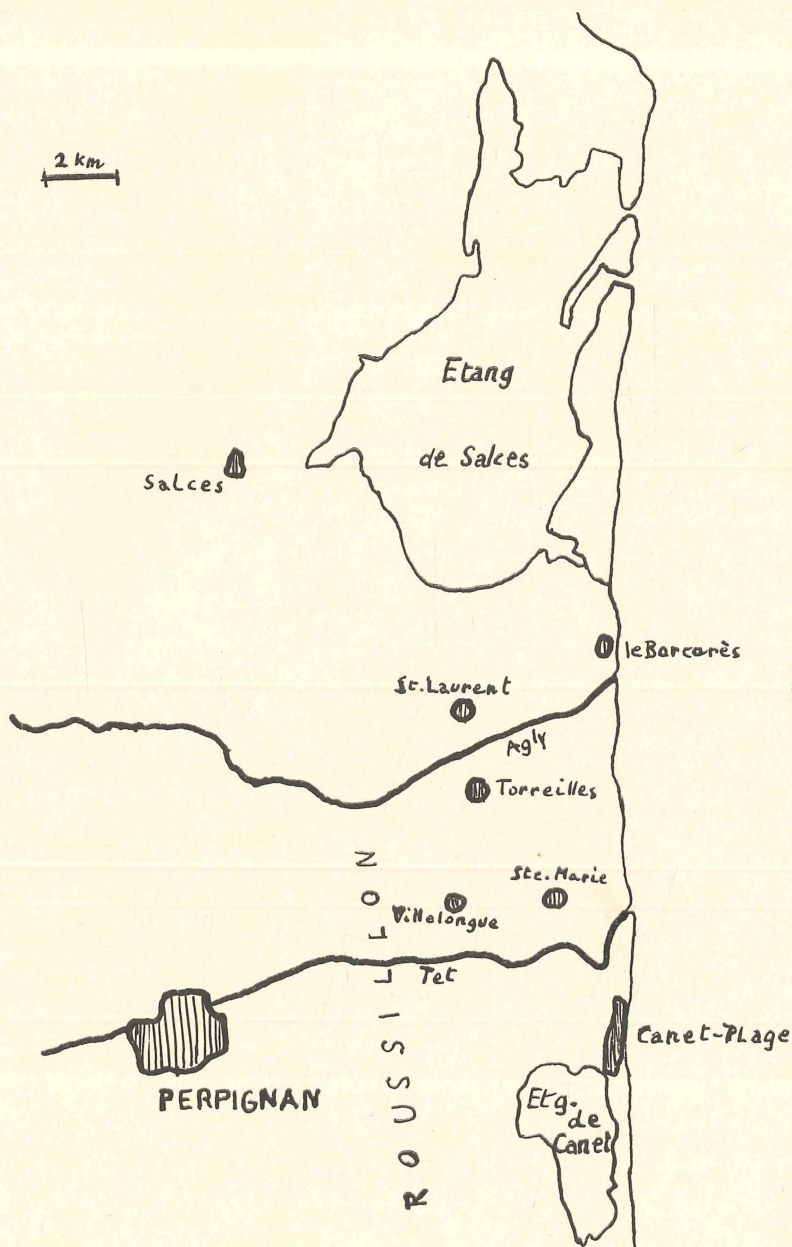 2 km
Etang
de Salces
Salces
le Barcarès
St. Laurent
Agly
Torreilles
Ste. Marie
Villelongue
Tet
ROUSSILLON
Canet-Plage
PERPIGNAN
Etg.
de
Canet